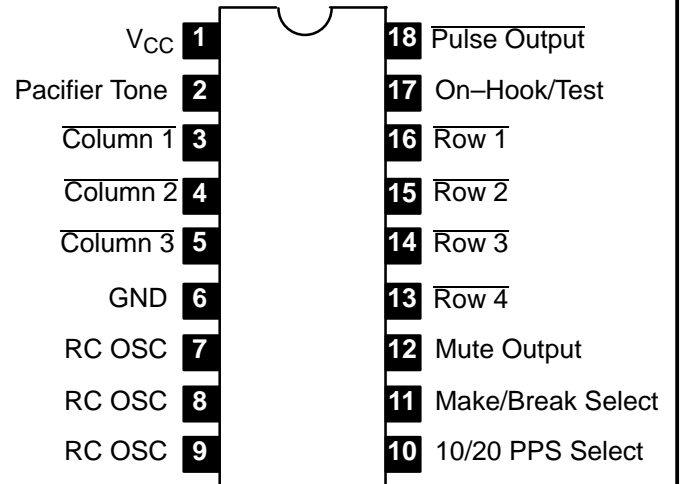 V_CC 1 18 Pulse Output
Pacifier Tone 2 17 On–Hook/Test
Column 1 3 16 Row 1
Column 2 4 15 Row 2
Column 3 5 14 Row 3
GND 6 13 Row 4
RC OSC 7 12 Mute Output
RC OSC 8 11 Make/Break Select
RC OSC 9 10 10/20 PPS Select